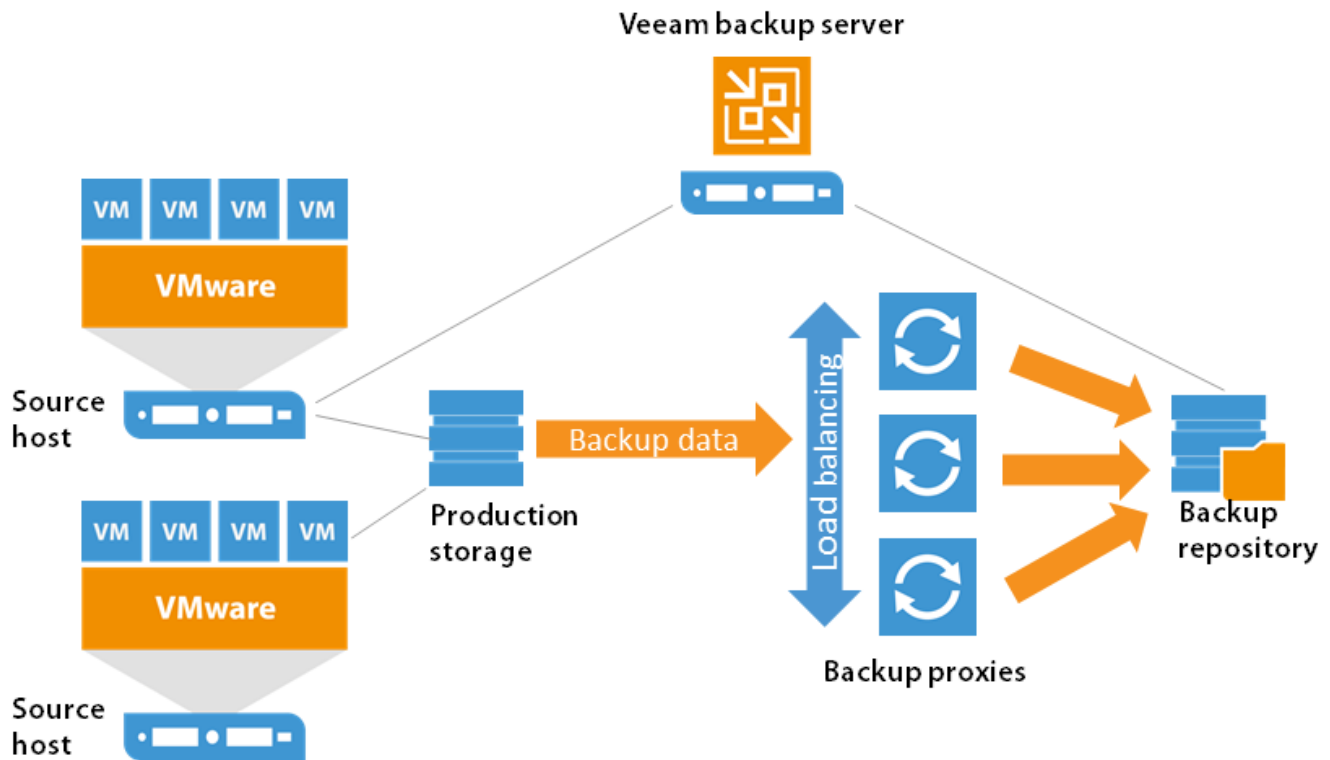 Veeam backup server
VM VM VM VM
VMware
Source
host
Production
storage
Backup data
Load balancing
Backup proxies
Backup
repository
VM VM VM VM
VMware
Source
host